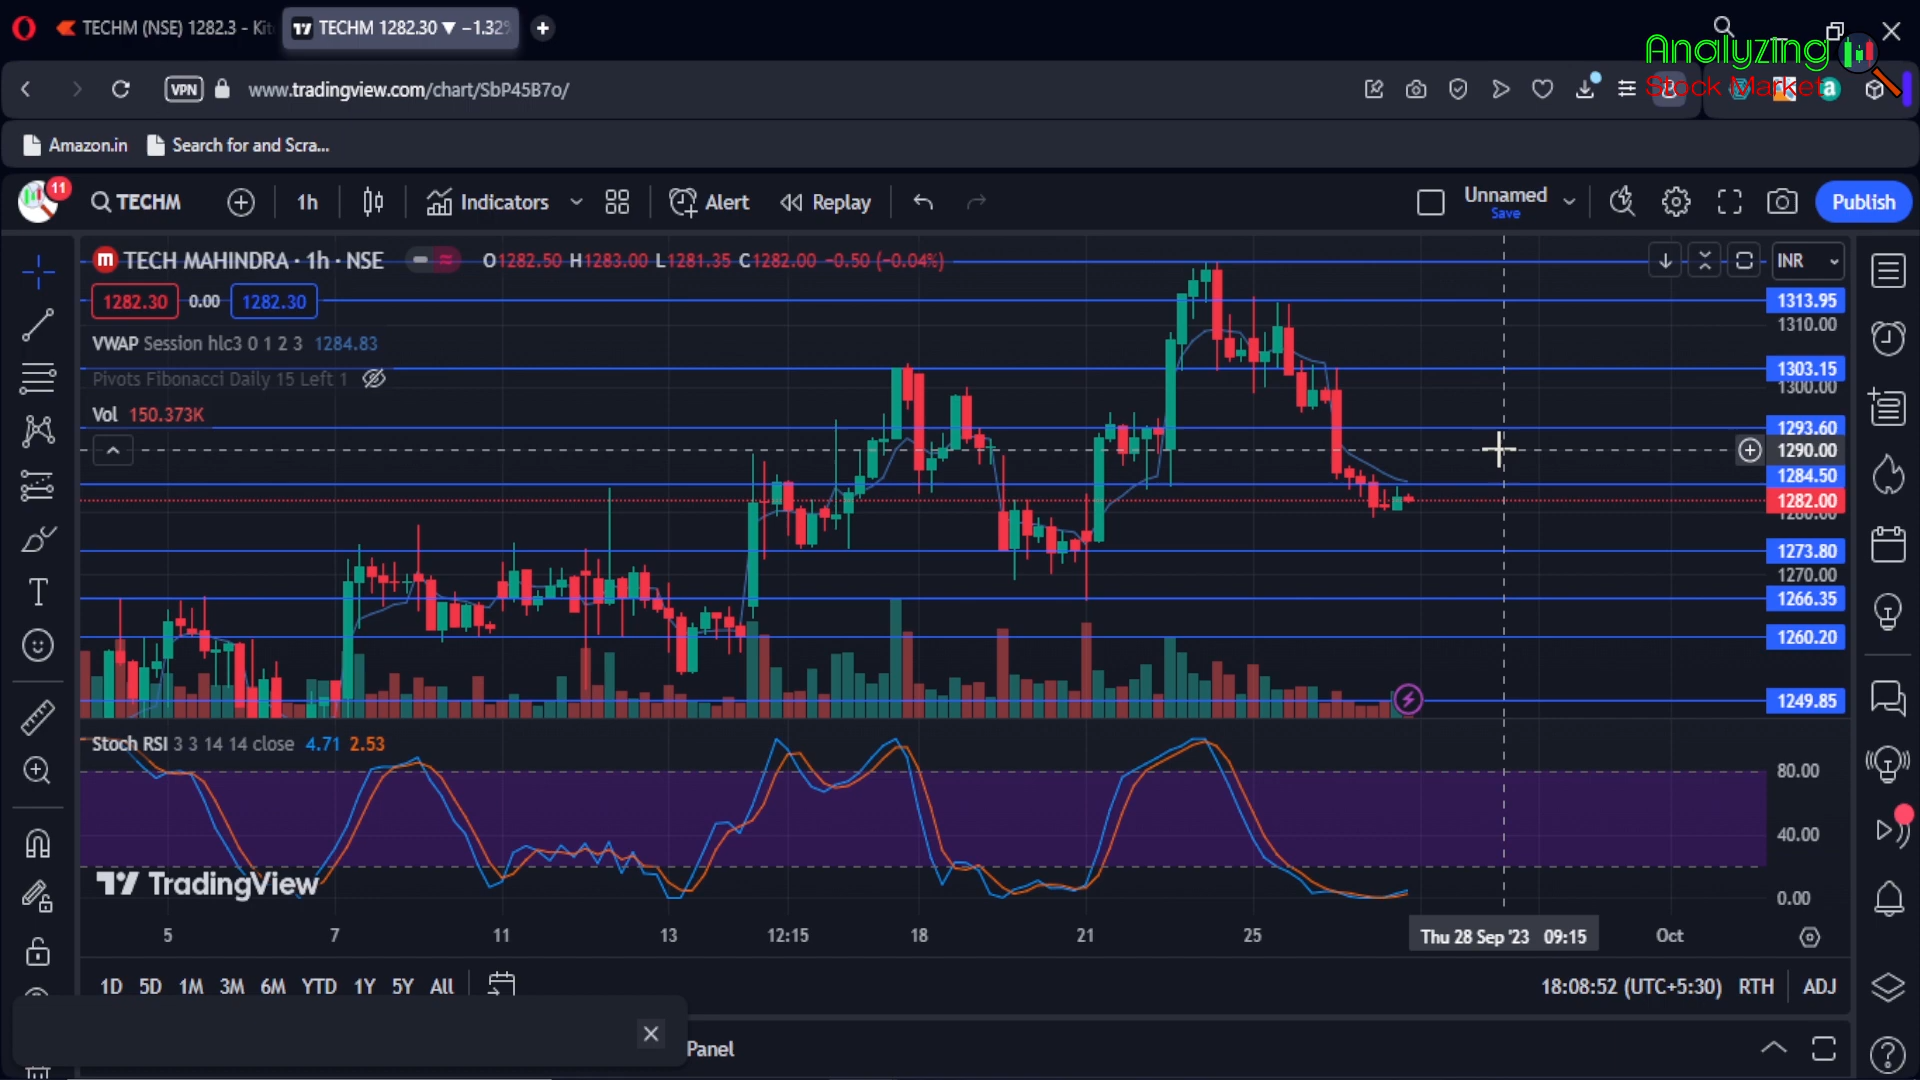 TECHM (NSE) 1282.3 - Ki
TECHM 1282.30 ▼ −1.32
Analyzing
Stock Market
VPN
www.tradingview.com/chart/SbP45B7o/
Amazon.in
Search for and Scra...
11
TECHM
1h
Indicators
Alert
Replay
Unnamed
Save
Publish
TECH MAHINDRA · 1h · NSE
O1282.50 H1283.00 L1281.35 C1282.00 −0.50 (−0.04%)
INR
1282.30
0.00
1282.30
1313.95
1310.00
VWAP Session hlc3 0 1 2 3 1284.83
Pivots Fibonacci Daily 15 Left 1
1303.15
1300.00
Vol 150.373K
1293.60
1290.00
1284.50
1282.00
1280.00
1273.80
1270.00
1266.35
1260.20
1249.85
Stoch RSI 3 3 14 14 close 4.71 2.53
80.00
40.00
0.00
TradingView
5
7
11
13
12:15
18
21
25
Thu 28 Sep '23 09:15
Oct
1D 5D 1M 3M 6M YTD 1Y 5Y All
18:08:52 (UTC+5:30)
RTH
ADJ
Panel